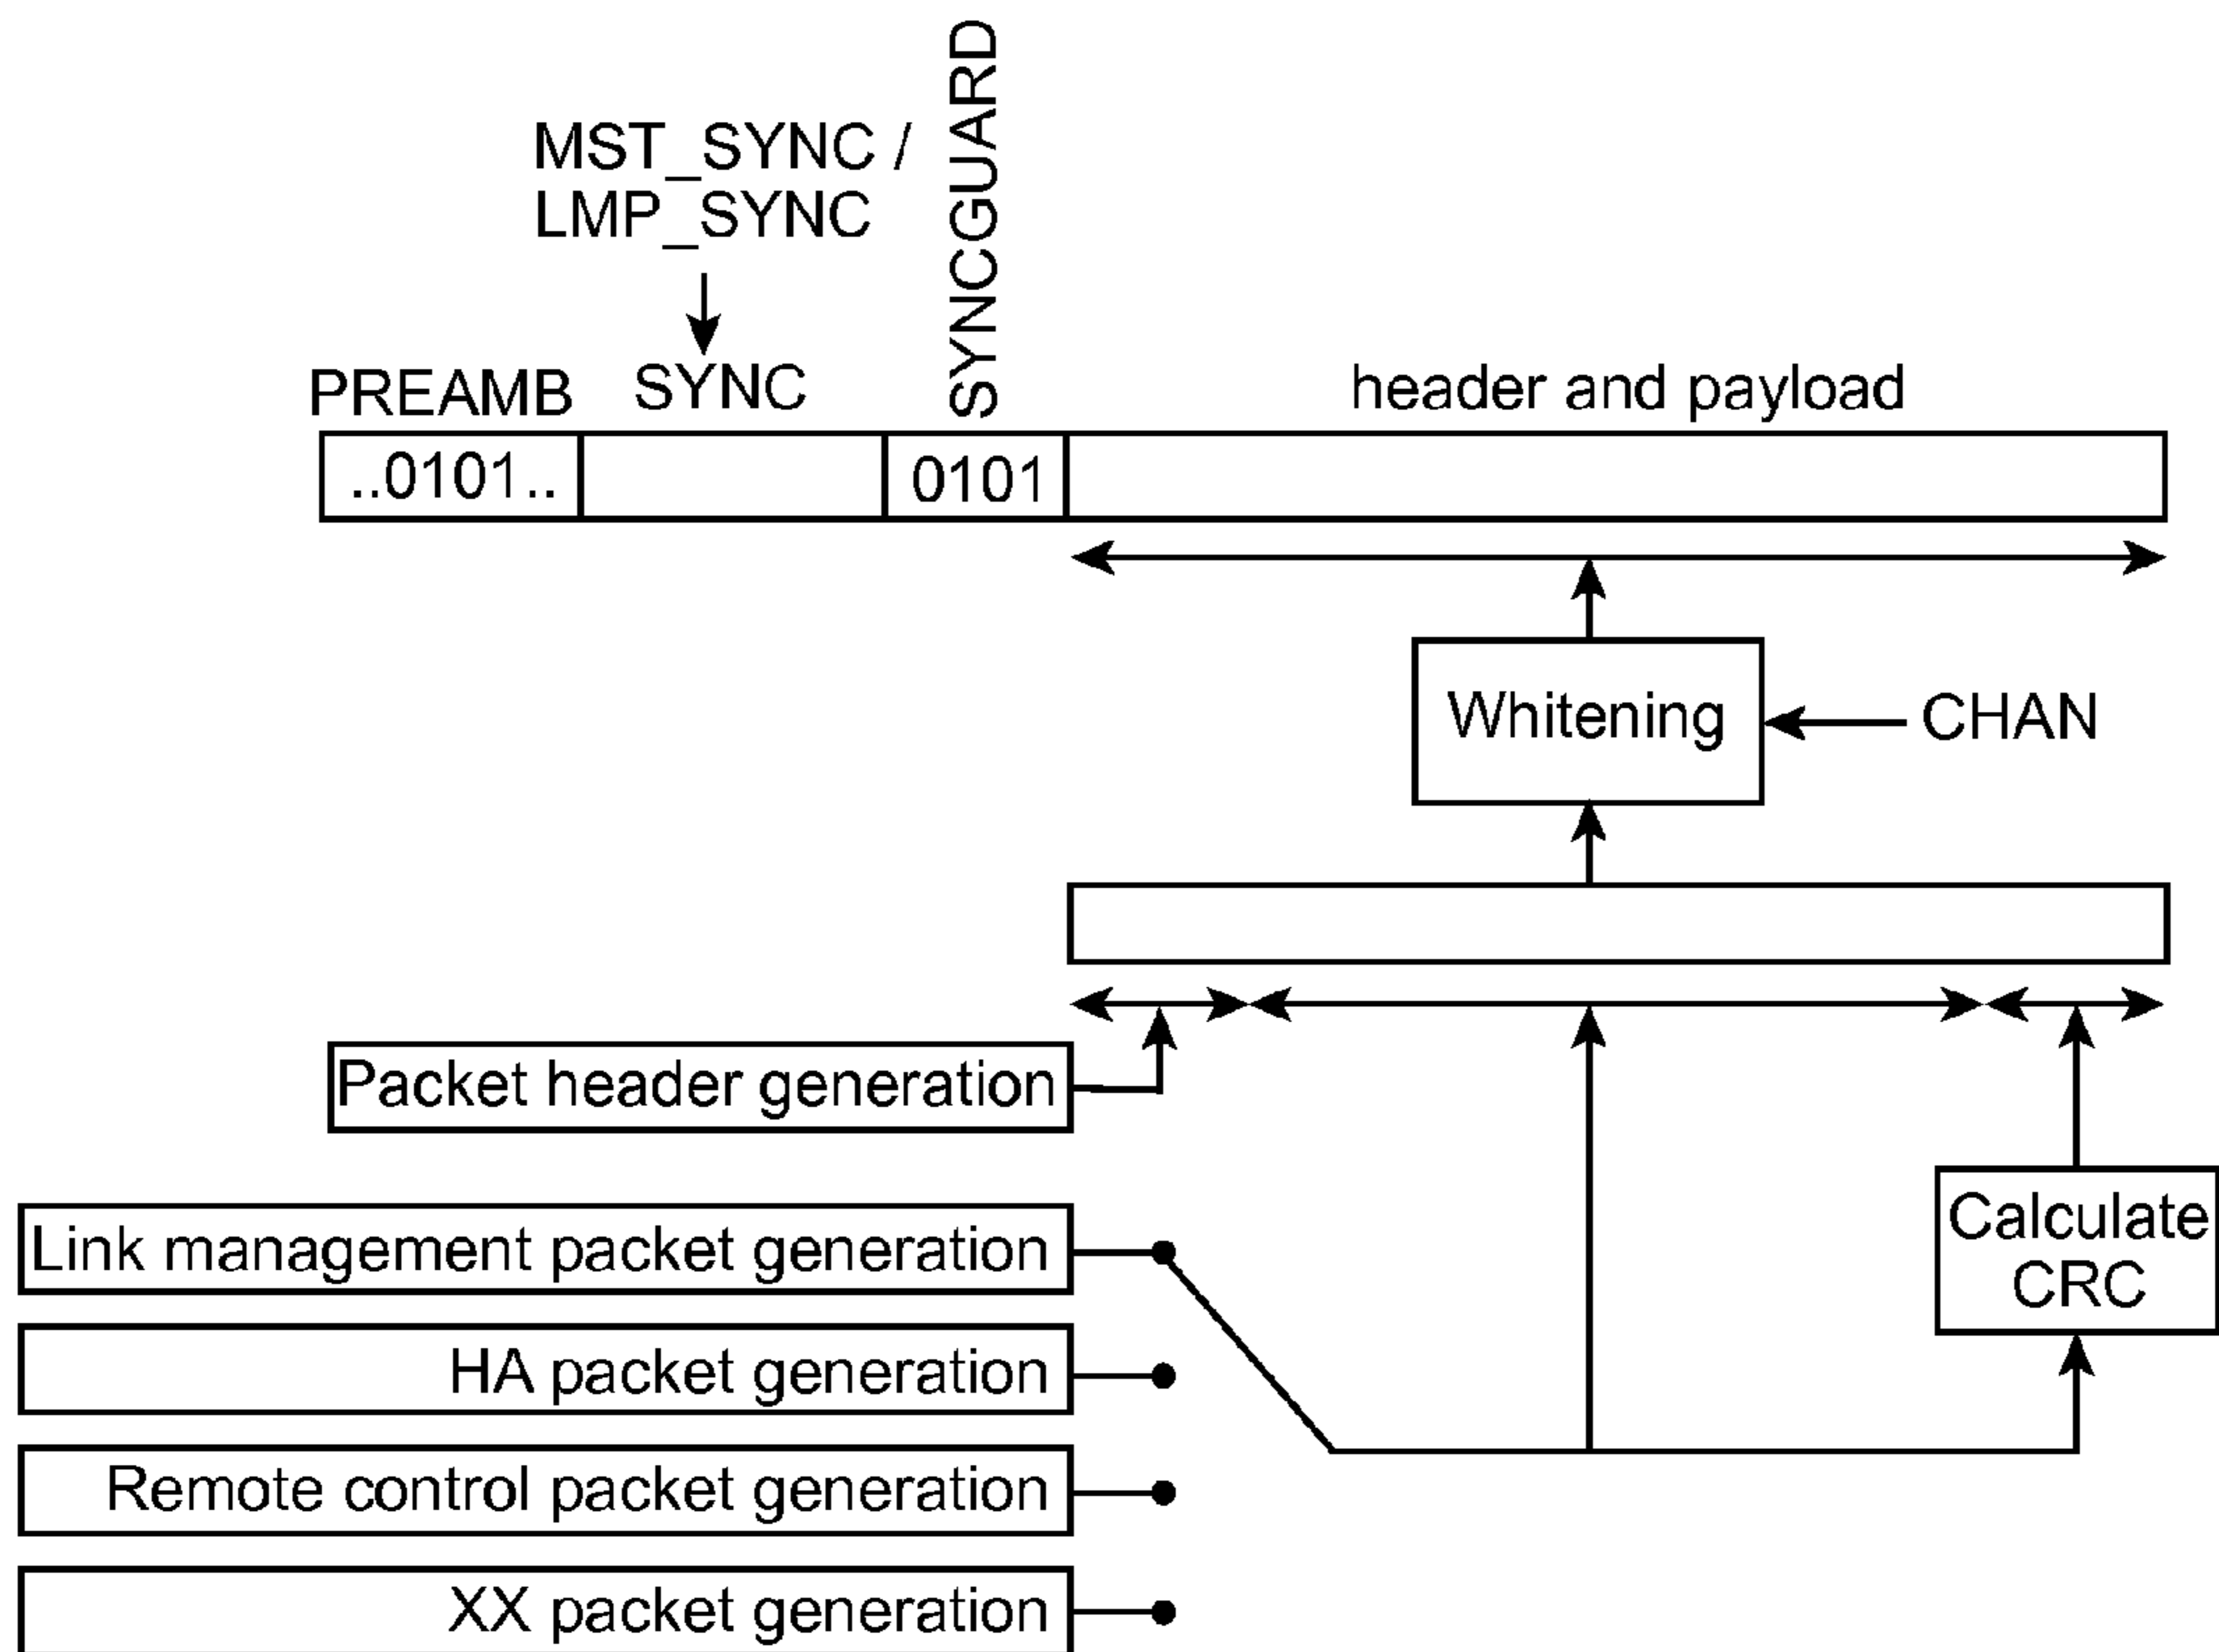 SYNCGUARD
MST_SYNC /
LMP_SYNC
PREAMB
SYNC
header and payload
..0101..
0101
Whitening
CHAN
Packet header generation
Link management packet generation
Calculate
CRC
HA packet generation
Remote control packet generation
XX packet generation